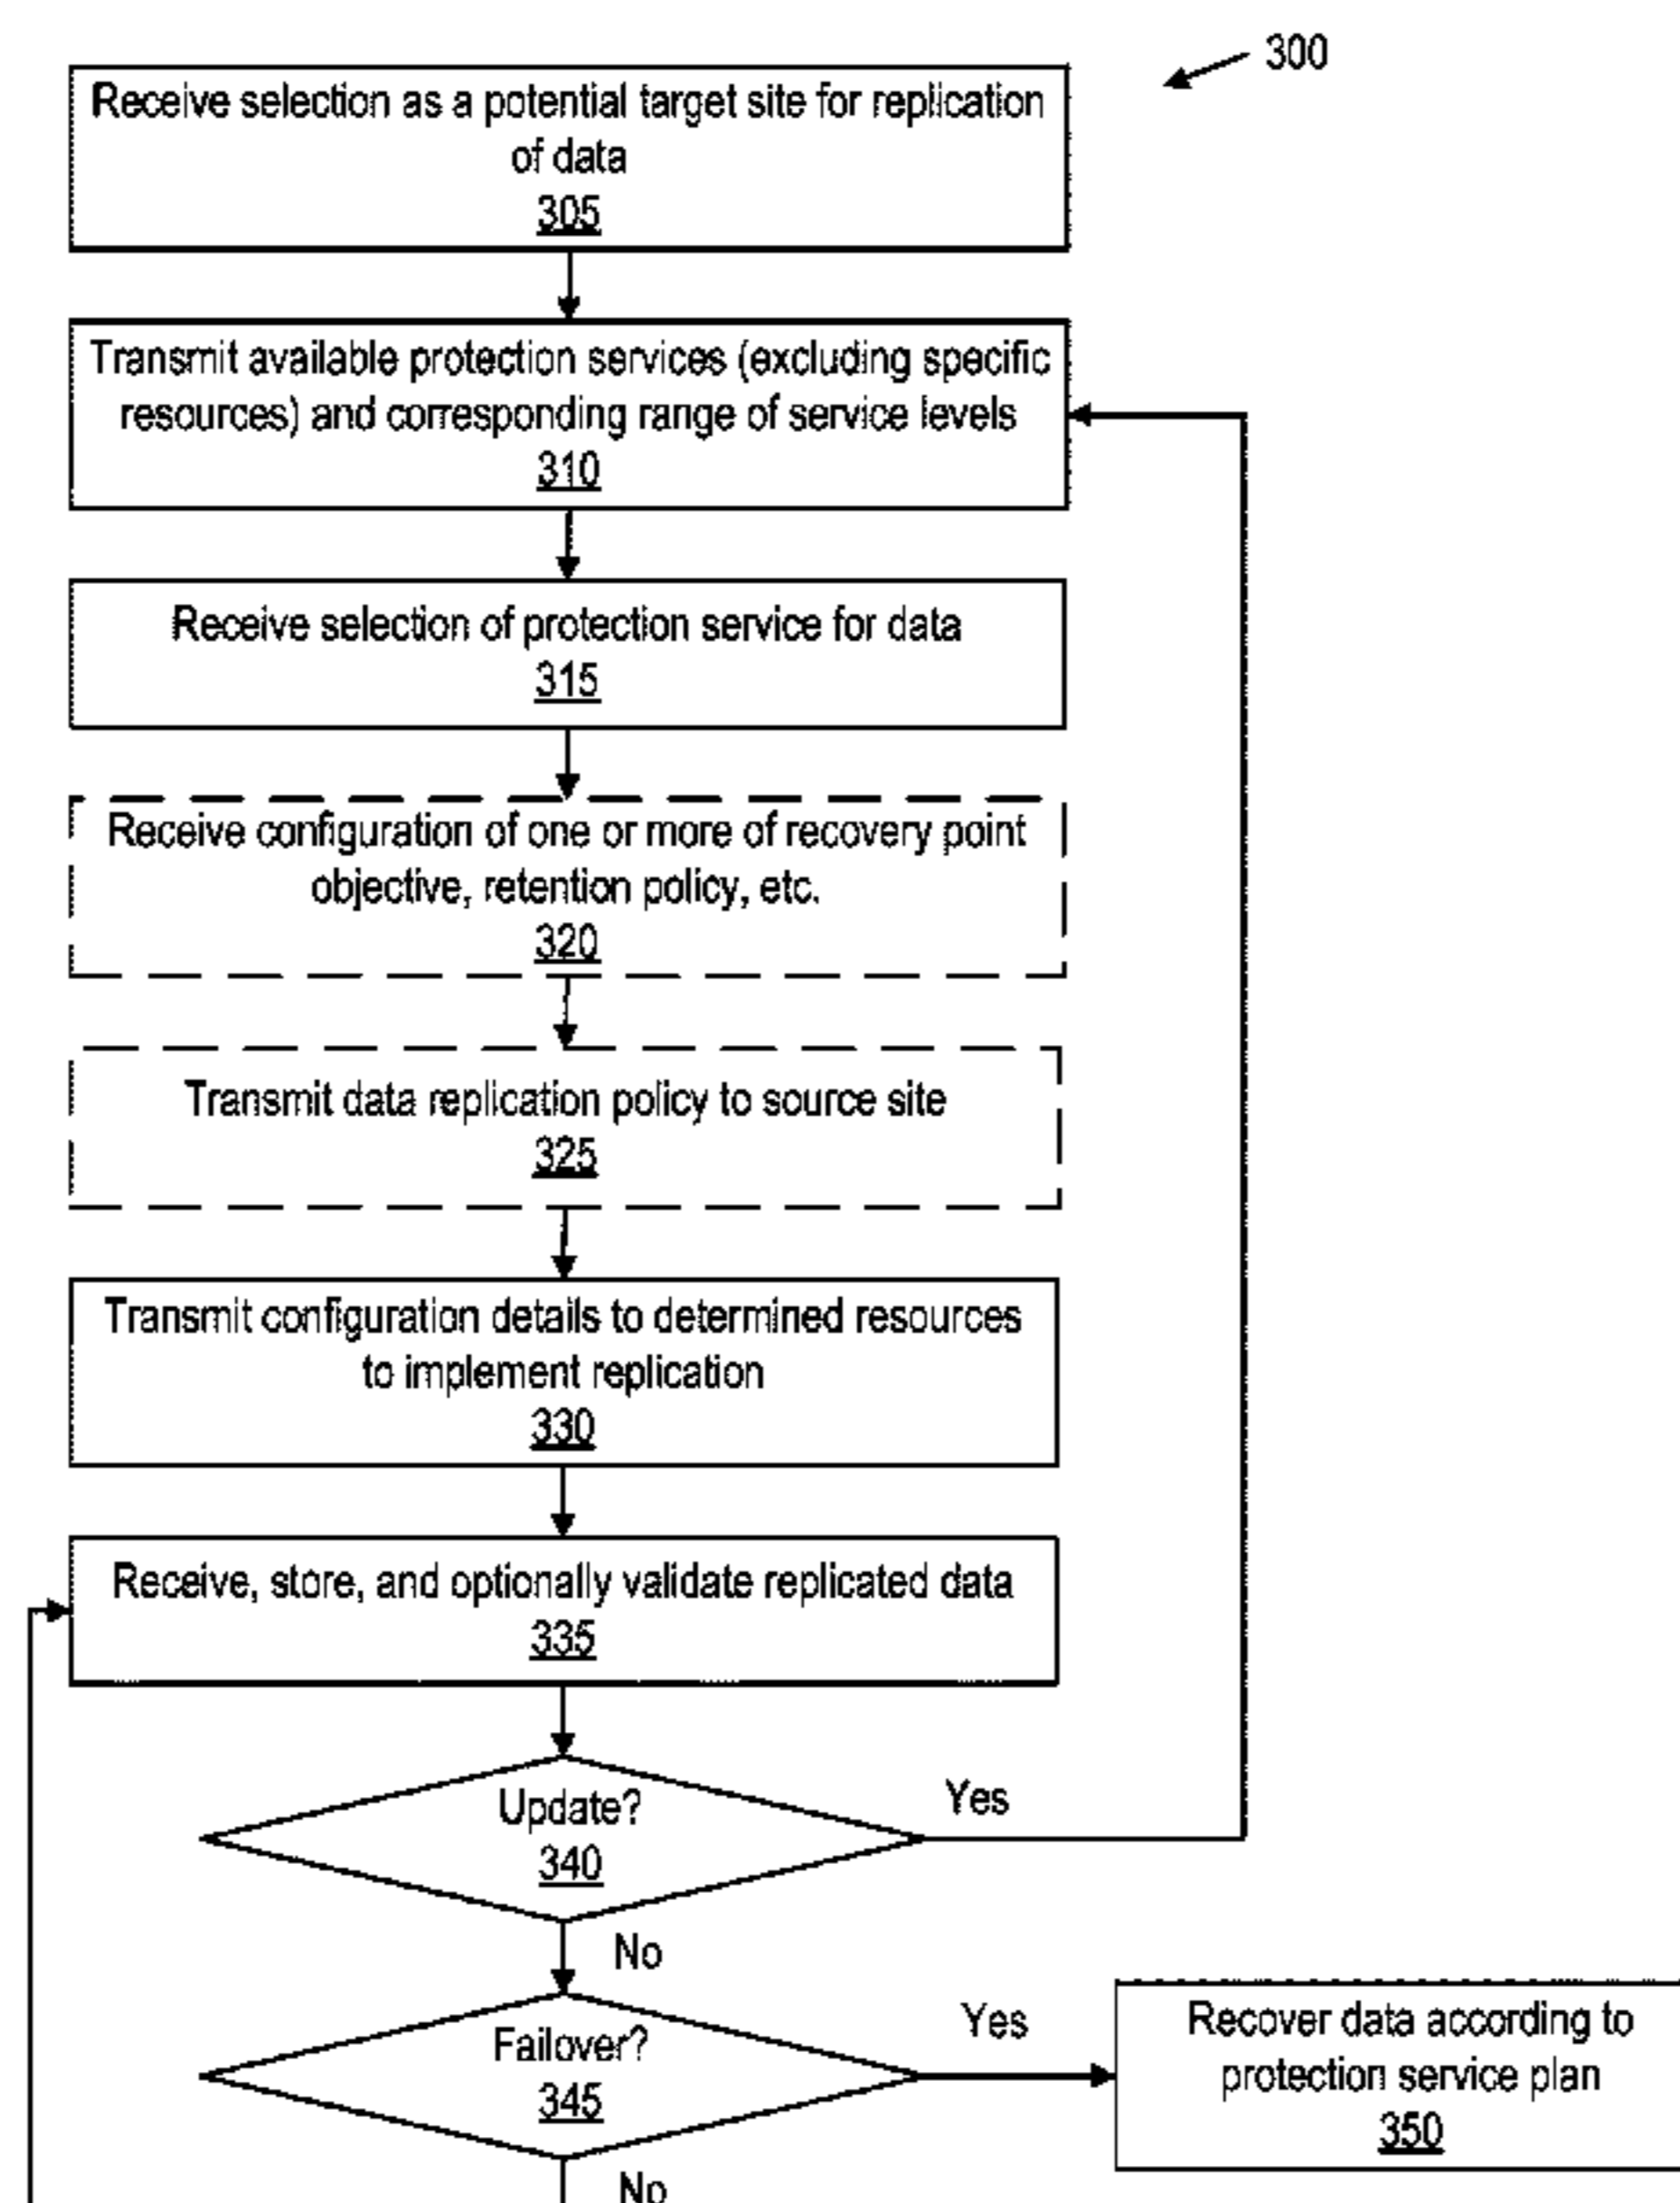 300
Receive selection as a potential target site for replication
of data
305
Transmit available protection services (excluding specific
resources) and corresponding range of service levels
310
Receive selection of protection service for data
315
Receive configuration of one or more of recovery point
objective, retention policy, etc.
320
Transmit data replication policy to source site
325
Transmit configuration details to determined resources
to implement replication
330
Receive, store, and optionally validate replicated data
335
Update?
340
Yes
No
Failover?
345
Yes
Recover data according to
protection service plan
350
No